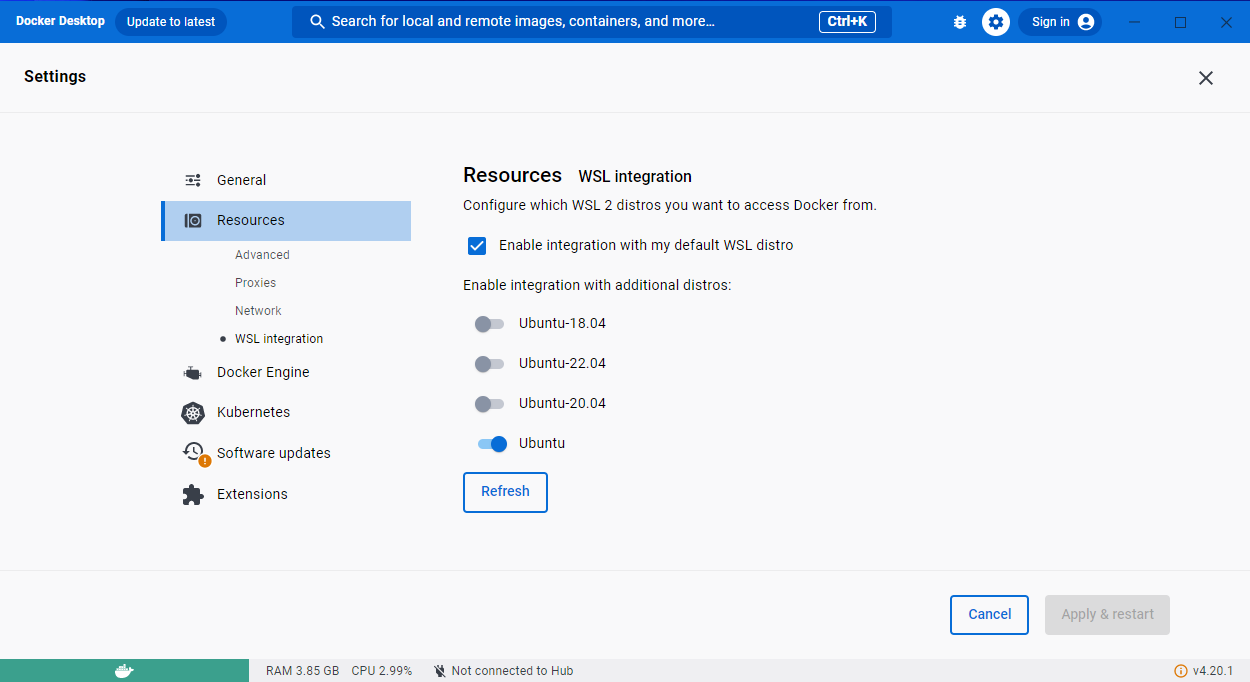 Docker Desktop Update to latest Search for local and remote images, containers, and more... Ctrl+K Sign in
Settings
General
Resources
Advanced
Proxies
Network
WSL integration
Docker Engine
Kubernetes
Software updates
Extensions
Resources WSL integration
Configure which WSL 2 distros you want to access Docker from.
Enable integration with my default WSL distro
Enable integration with additional distros:
Ubuntu-18.04
Ubuntu-22.04
Ubuntu-20.04
Ubuntu
Refresh
Cancel Apply & restart
RAM 3.85 GB CPU 2.99% Not connected to Hub v4.20.1